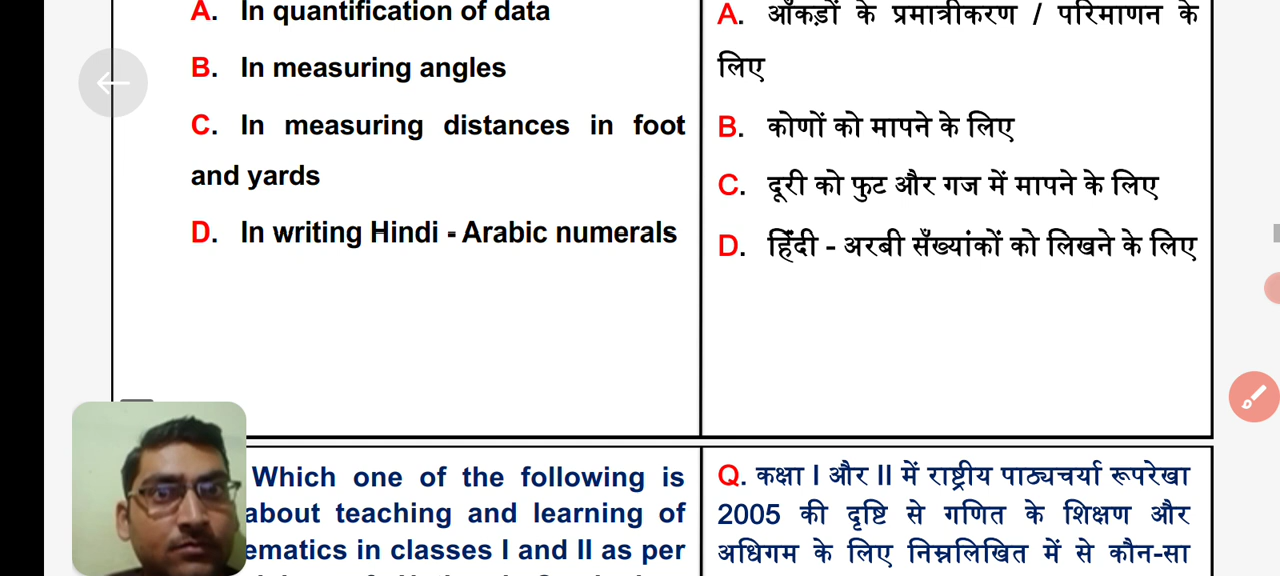 A. In quantification of data
B. In measuring angles
C. In measuring distances in foot
and yards
D. In writing Hindi - Arabic numerals
A. आँकड़ों के प्रमात्रीकरण / परिमाणन के
लिए
B. कोणों को मापने के लिए
C. दूरी को फुट और गज में मापने के लिए
D. हिंदी - अरबी सँख्यांकों को लिखने के लिए
Which one of the following is
about teaching and learning of
ematics in classes I and II as per
Q. कक्षा I और II में राष्ट्रीय पाठ्यचर्या रूपरेखा
2005 की दृष्टि से गणित के शिक्षण और
अधिगम के लिए निम्नलिखित में से कौन-सा